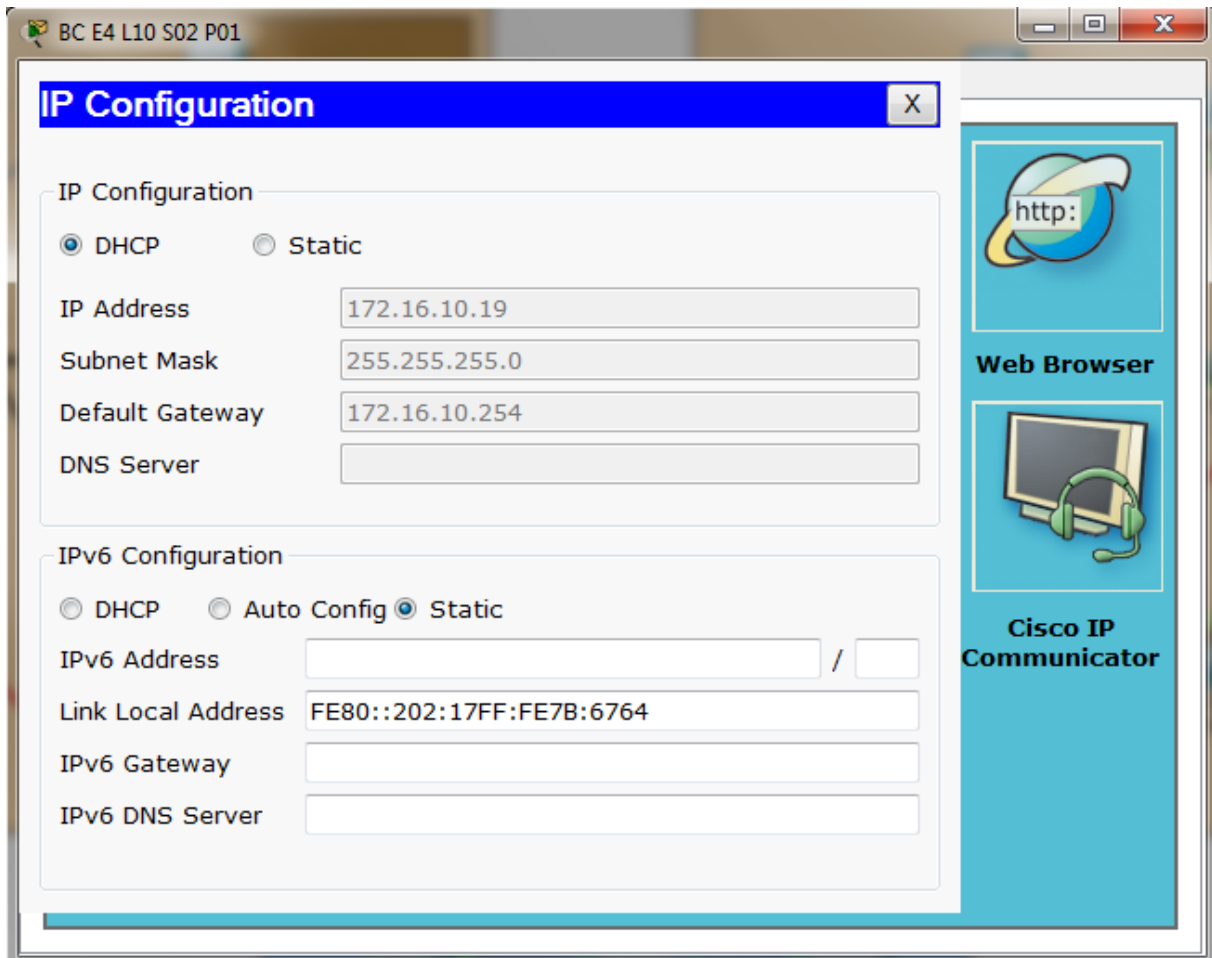 BC E4 L10 S02 P01
IP Configuration
X
IP Configuration
DHCP
Static
IP Address
172.16.10.19
Subnet Mask
255.255.255.0
Default Gateway
172.16.10.254
DNS Server
IPv6 Configuration
DHCP
Auto Config
Static
IPv6 Address
/
Link Local Address
FE80::202:17FF:FE7B:6764
IPv6 Gateway
IPv6 DNS Server
http:
Web Browser
Cisco IP
Communicator